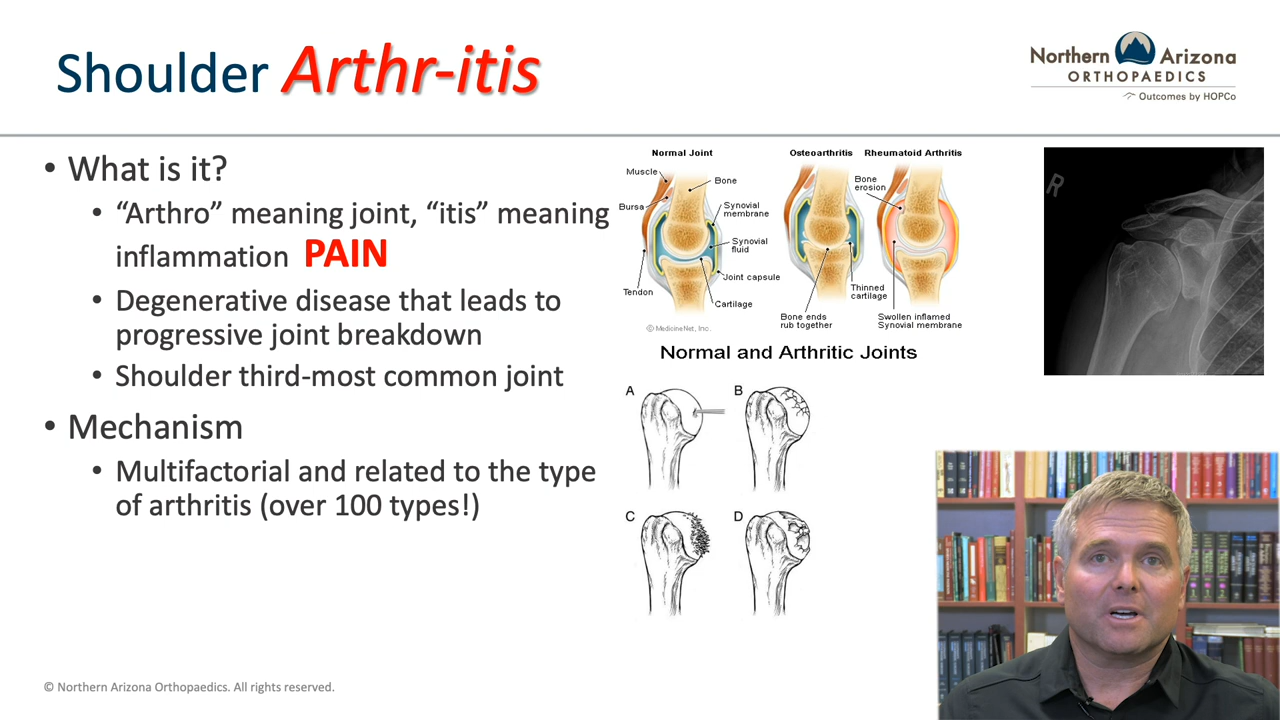 Shoulder Arthr-itis
Northern Arizona
ORTHOPAEDICS
Outcomes by HOPCo
• What is it?
• “Arthro” meaning joint, “itis” meaning
inflammation PAIN
• Degenerative disease that leads to
progressive joint breakdown
• Shoulder third-most common joint
• Mechanism
• Multifactorial and related to the type
of arthritis (over 100 types!)
Normal Joint
Osteoarthritis
Rheumatoid Arthritis
Muscle
Bone
Bursa
Synovial
membrane
Synovial
fluid
Joint capsule
Tendon
Cartilage
Bone
erosion
Thinned
cartilage
Bone ends
rub together
Swollen inflamed
Synovial membrane
© MedicineNet, Inc.
Normal and Arthritic Joints
R
A
B
C
D
© Northern Arizona Orthopaedics. All rights reserved.